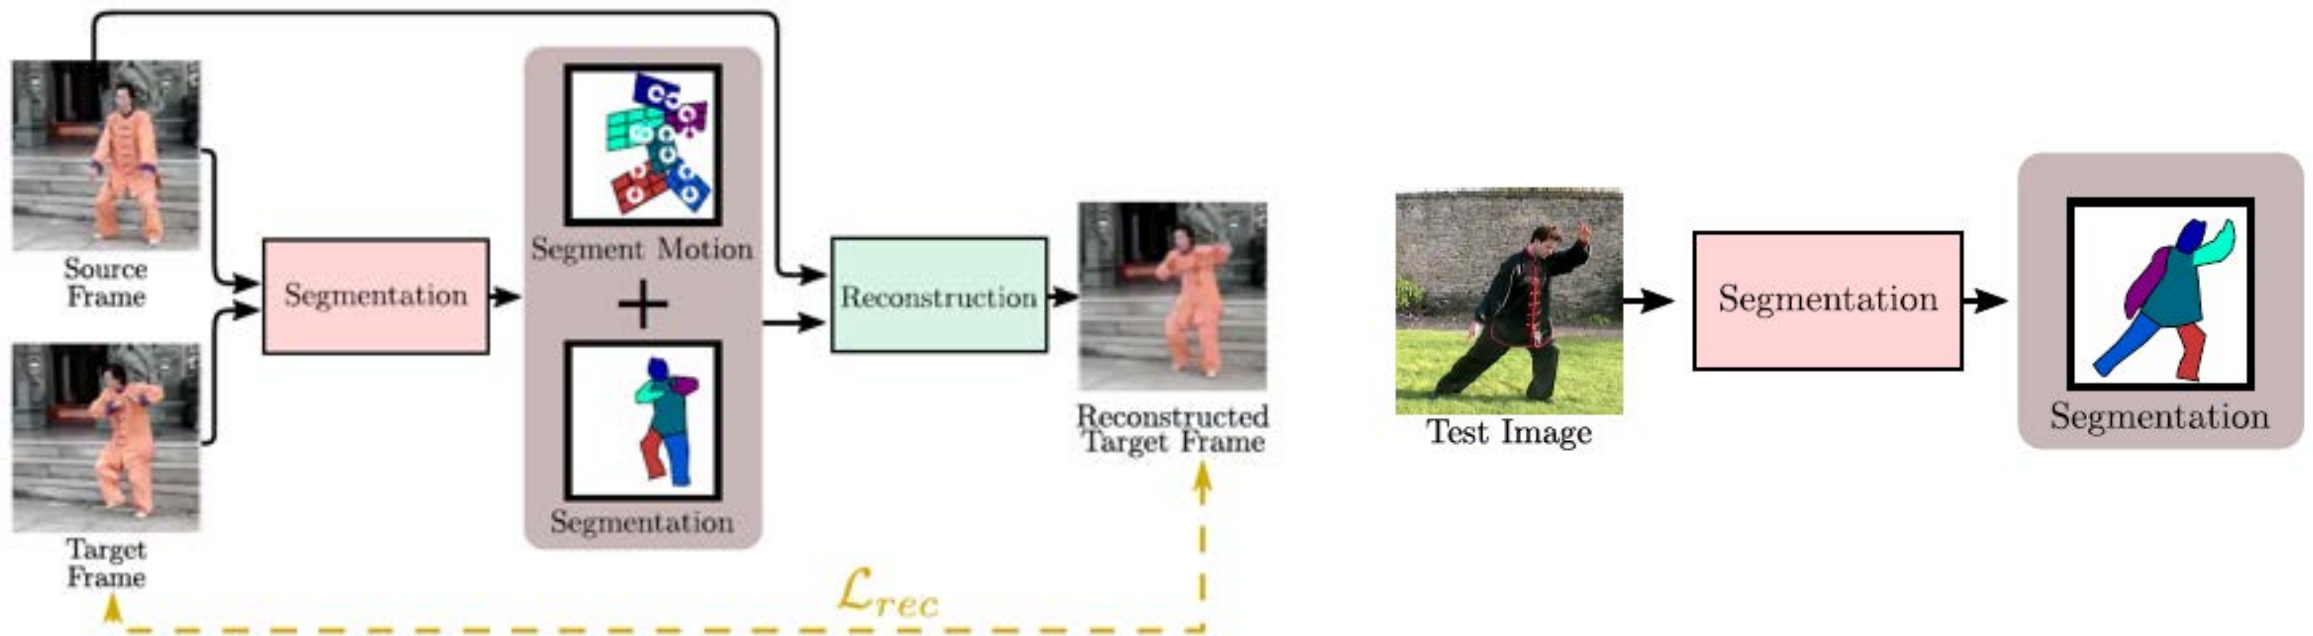 Source
Frame
Target
Frame
Segmentation
Segment Motion
+
Segmentation
Reconstruction
Reconstructed
Target Frame
ℒrec
Test Image
Segmentation
Segmentation